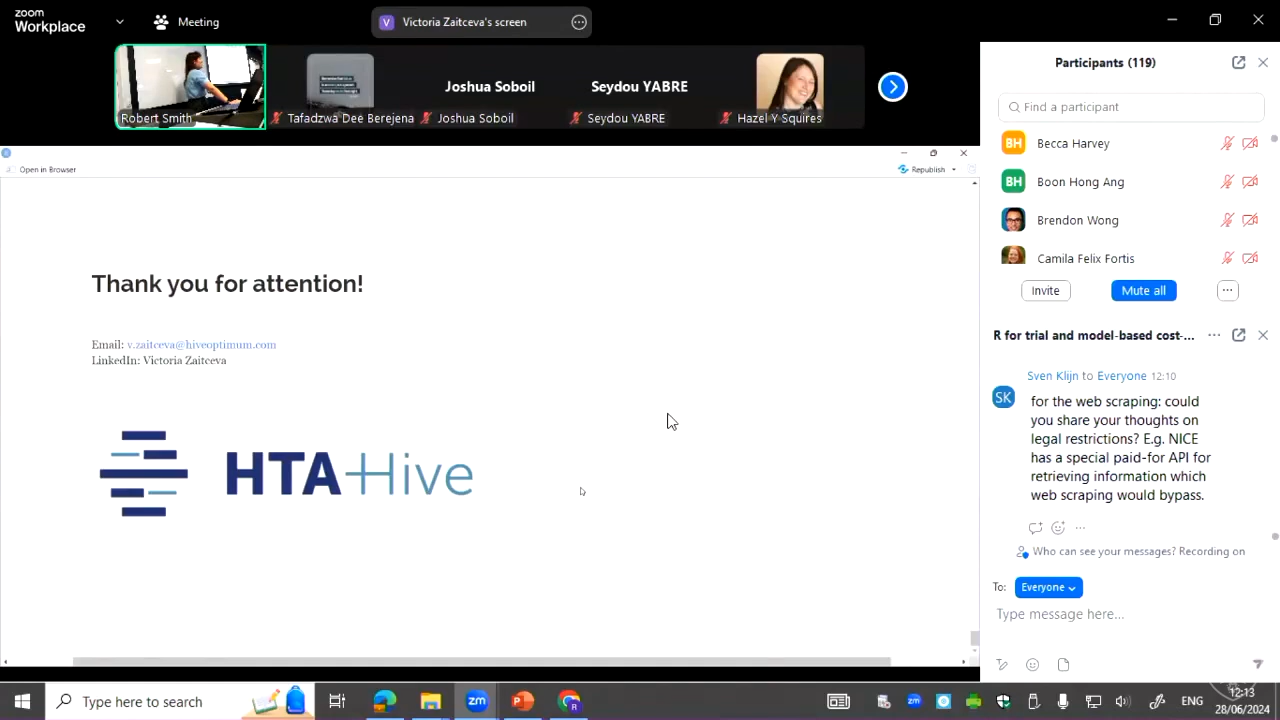 zoom
Workplace
Meeting
V Victoria Zaitceva's screen
Robert Smith
Tafadzwa Dee Berejena
Joshua Soboil
Joshua Soboil
Seydou YABRE
Seydou YABRE
Hazel Y Squires
Open in Browser
Republish
Thank you for attention!
Email: v.zaitceva@hiveoptimum.com
LinkedIn: Victoria Zaitceva
HTA-Hive
Participants (119)
Find a participant
BH Becca Harvey
BH Boon Hong Ang
Brendon Wong
Camila Felix Fortis
Invite
Mute all
R for trial and model-based cost-...
Sven Klijn to Everyone 12:10
SK
for the web scraping: could
you share your thoughts on
legal restrictions? E.g. NICE
has a special paid-for API for
retrieving information which
web scraping would bypass.
Who can see your messages? Recording on
To: Everyone
Type message here...
Type here to search
zm
ENG
12:13
28/06/2024